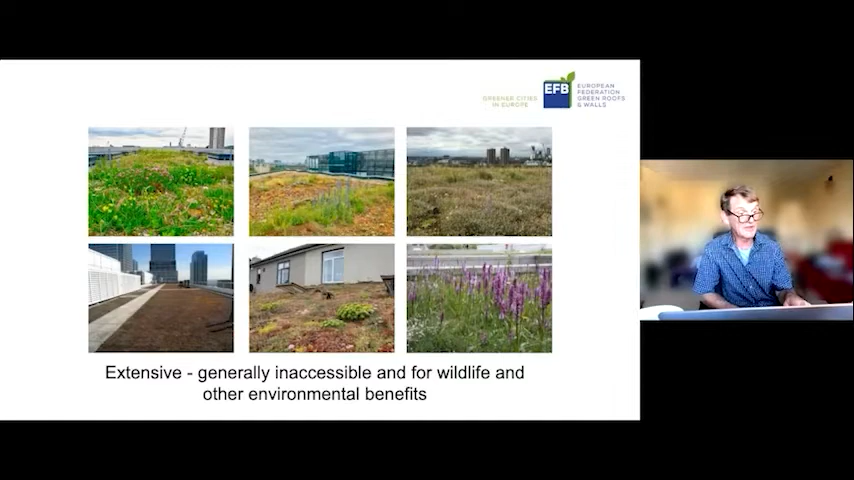 GREENER CITIES
IN EUROPE
EFB
EUROPEAN
FEDERATION
GREEN ROOFS
& WALLS
Extensive - generally inaccessible and for wildlife and
other environmental benefits